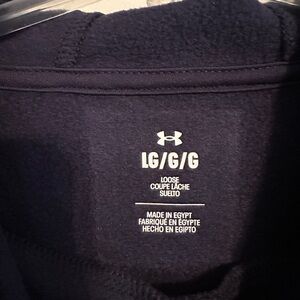 LG/G/G
LOOSE
COUPE LÂCHE
SUELTO
MADE IN EGYPT
FABRIQUÉ EN ÉGYPTE
HECHO EN EGIPTO